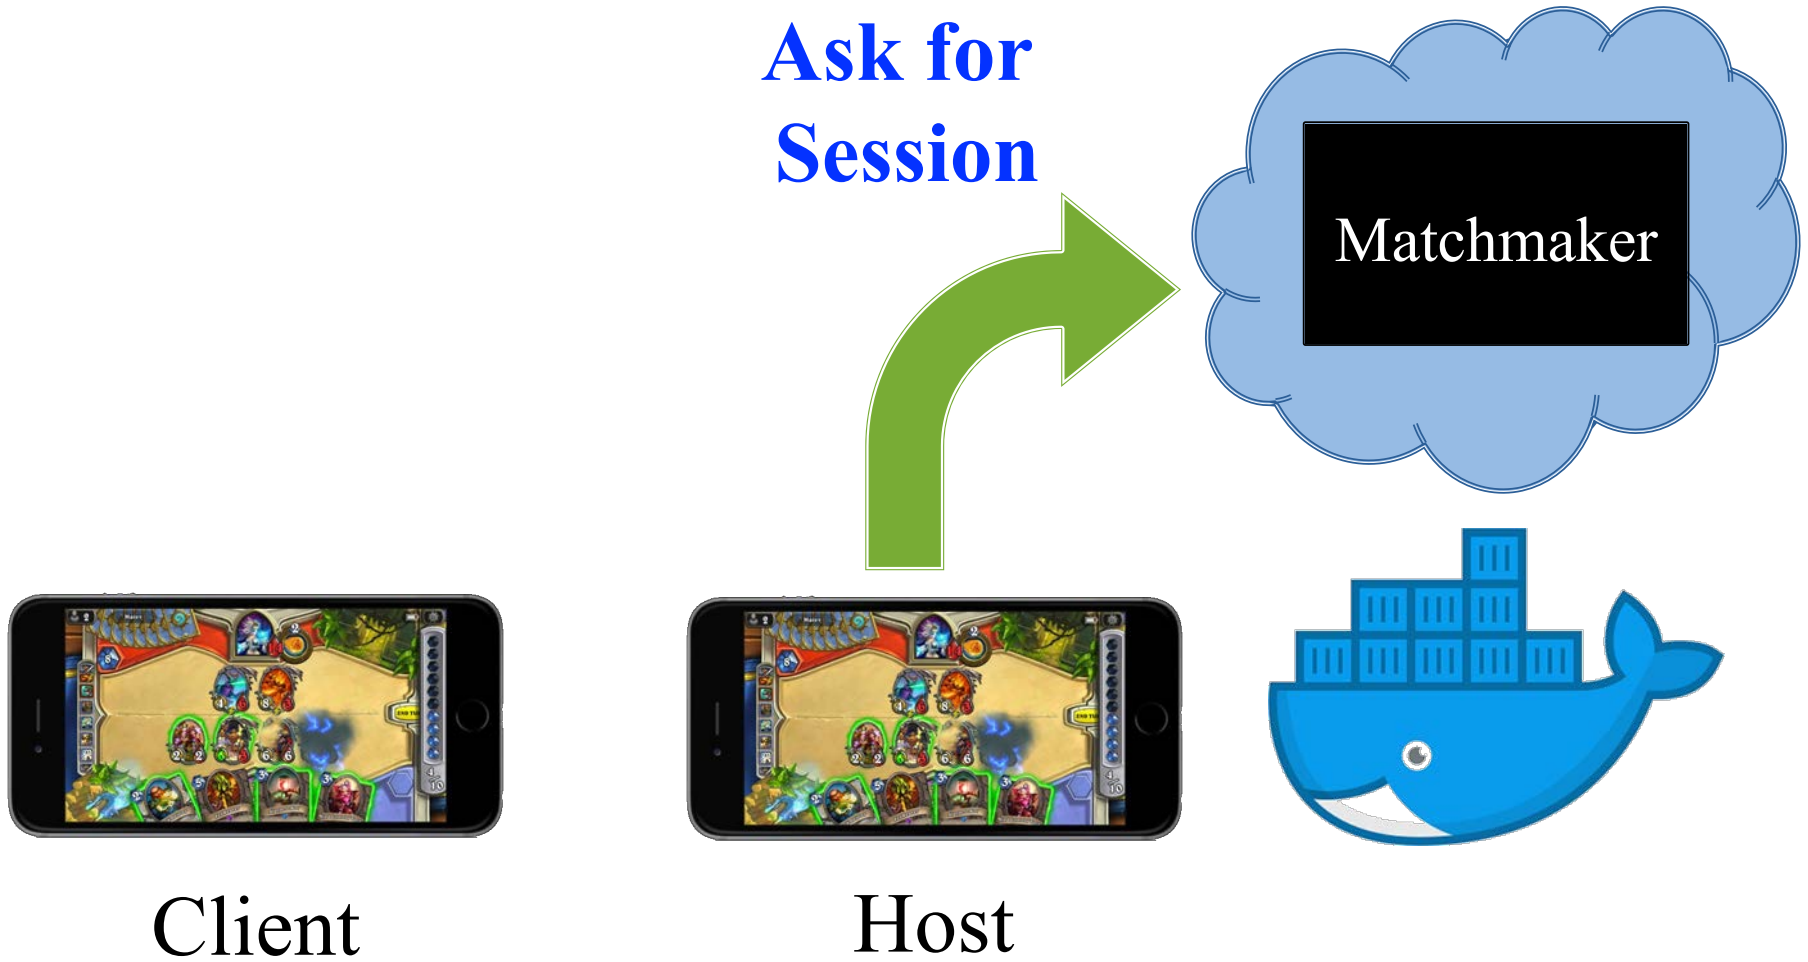 Ask for
Session
Matchmaker
Client
Host